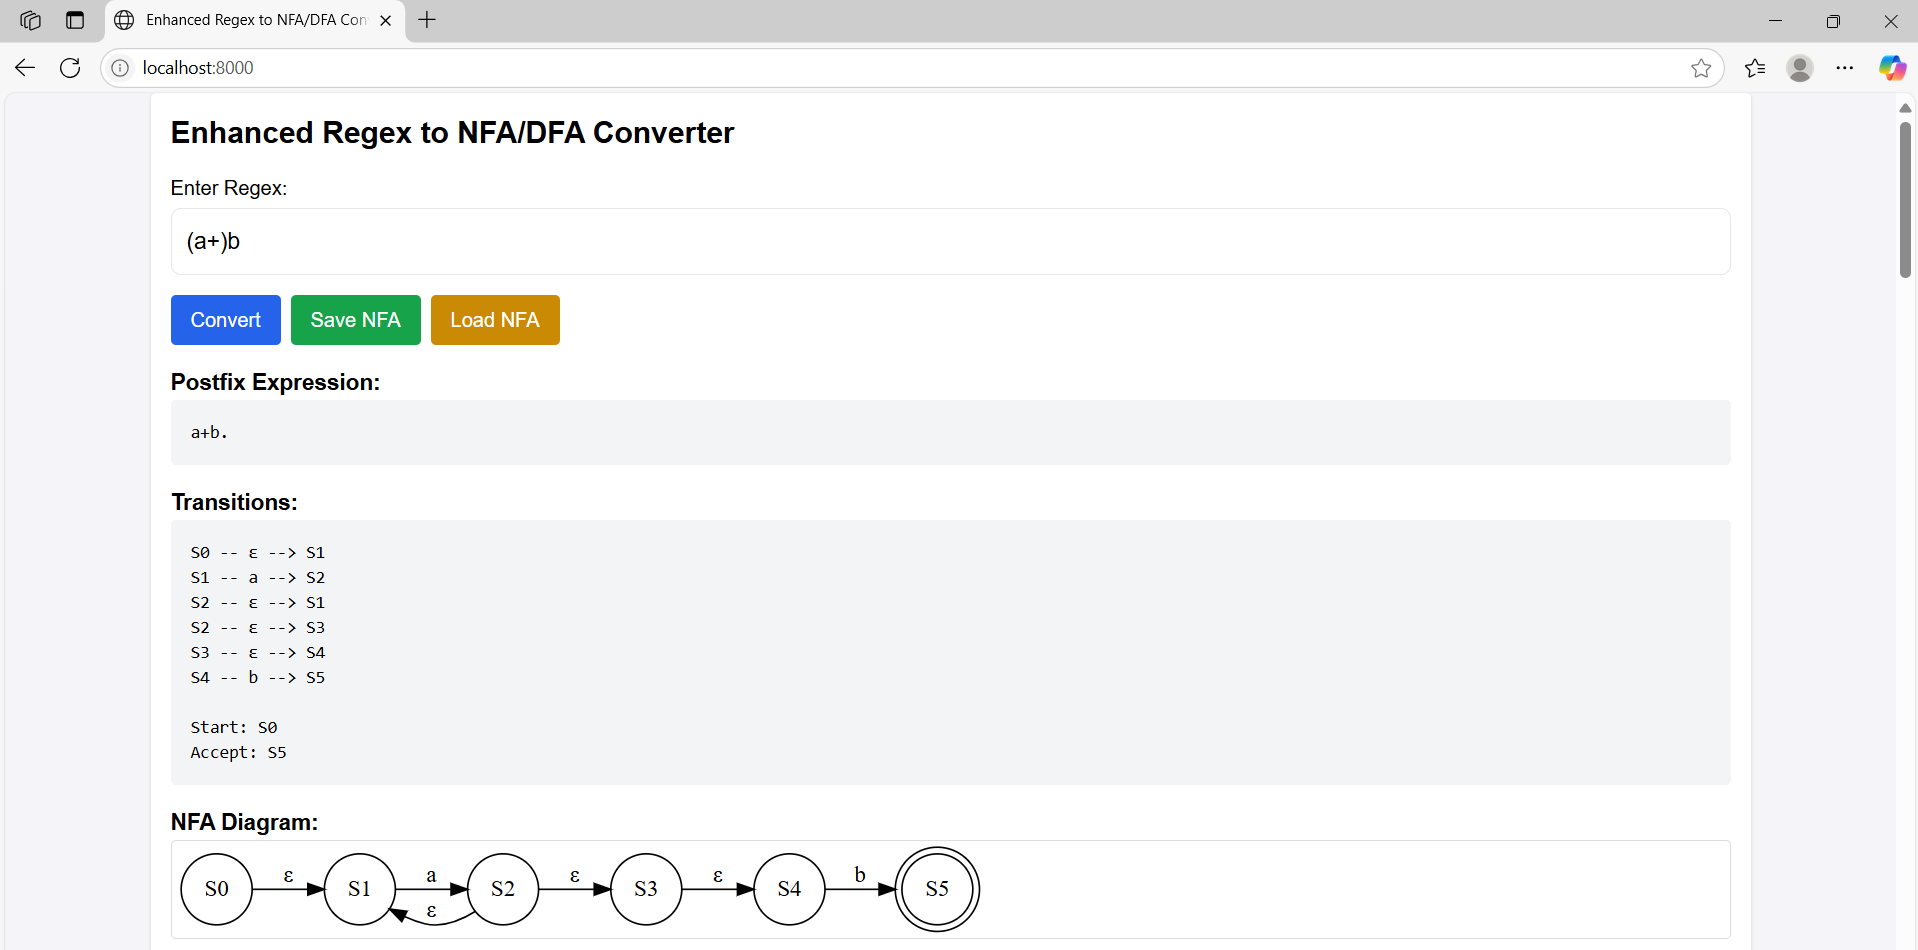 Enhanced Regex to NFA/DFA Con
localhost:8000
Enhanced Regex to NFA/DFA Converter
Enter Regex:
(a+)b
Convert Save NFA Load NFA
Postfix Expression:
a+b.
Transitions:
S0 -- ε --> S1
S1 -- a --> S2
S2 -- ε --> S1
S2 -- ε --> S3
S3 -- ε --> S4
S4 -- b --> S5
Start: S0
Accept: S5
NFA Diagram:
ε a ε ε b
S0 S1 S2 S3 S4 S5
ε